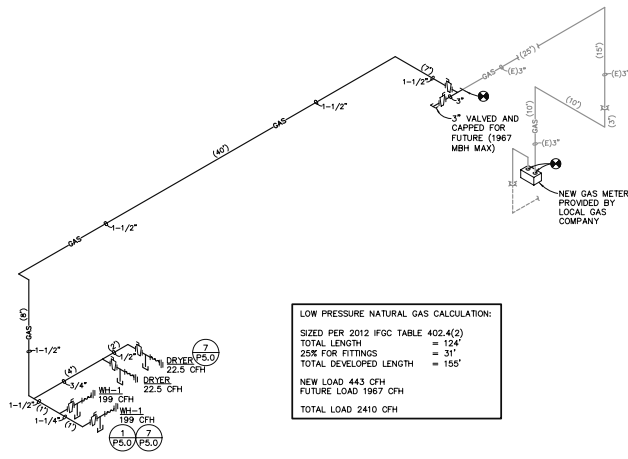 (15')
(25')
GAS
(E)3"
(E)3"
(7')
1-1/2"
3"
(10')
(10')
GAS
(3')
(E)3"
1-1/2"
GAS
3" VALVED AND
CAPPED FOR
FUTURE (1967
MBH MAX)
(40')
NEW GAS METER
PROVIDED BY
LOCAL GAS
COMPANY
1-1/2"
GAS
(8')
GAS
1-1/2"
(2')
1/2"
DRYER
22.5 CFH
7
P5.0
(4')
3/4"
DRYER
22.5 CFH
WH-1
199 CFH
1-1/2"
(1')
1-1/4"
(1')
WH-1
199 CFH
1
P5.0
7
P5.0
LOW PRESSURE NATURAL GAS CALCULATION:
SIZED PER 2012 IFGC TABLE 402.4(2)
TOTAL LENGTH = 124'
25% FOR FITTINGS = 31'
TOTAL DEVELOPED LENGTH = 155'
NEW LOAD 443 CFH
FUTURE LOAD 1967 CFH
TOTAL LOAD 2410 CFH